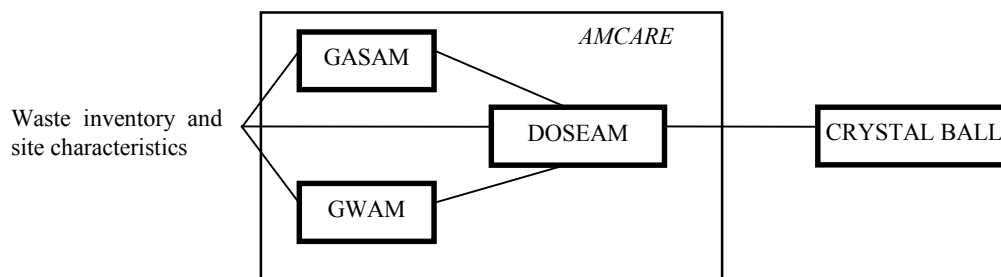 AMCARE
GASAM
Waste inventory and
site characteristics
DOSEAM
CRYSTAL BALL
GWAM